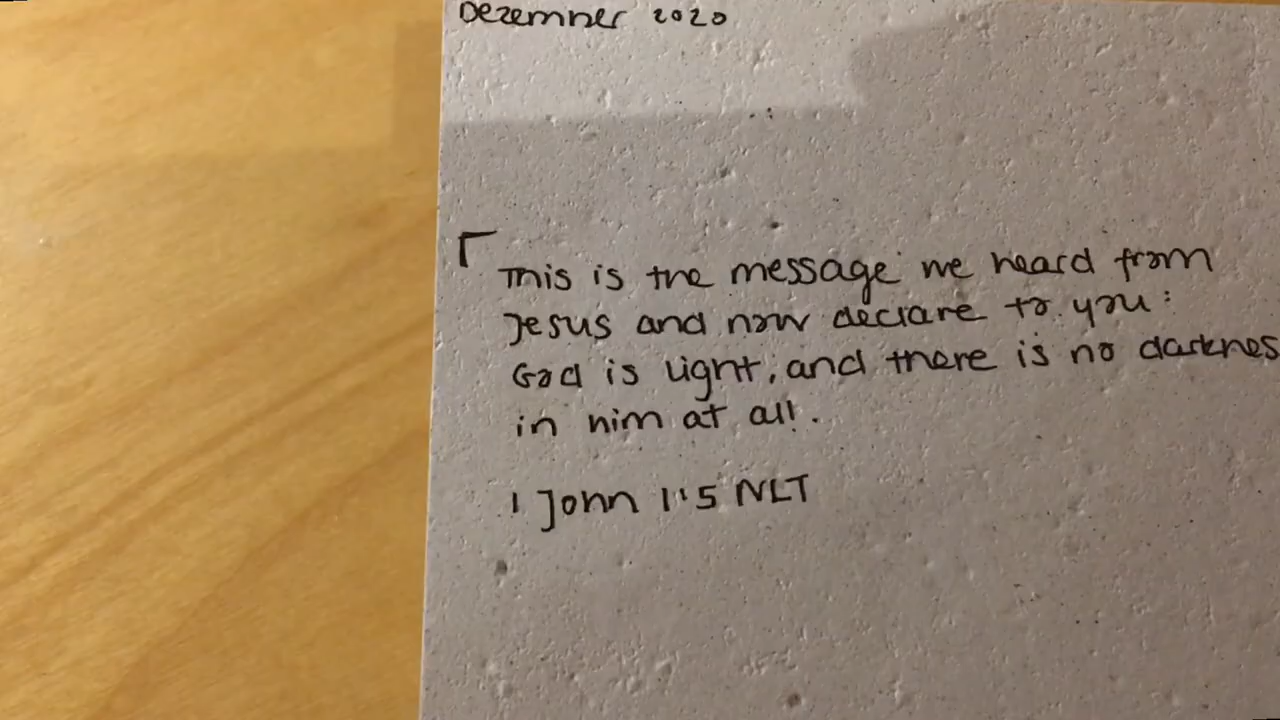 Dezember 2020
This is the message we heard from
Jesus and now declare to you:
God is light, and there is no darknes
in him at all.
1 John 1:5 NLT